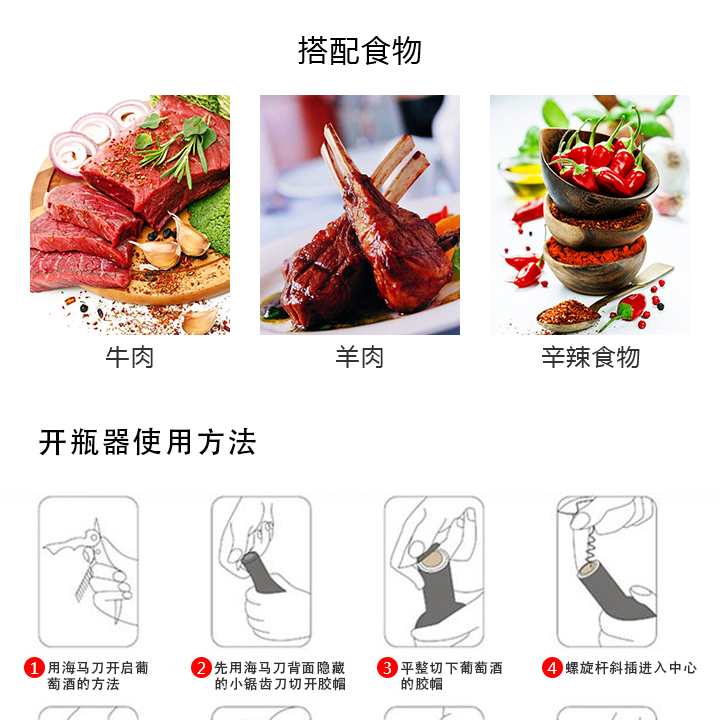 搭配食物
牛肉
羊肉
辛辣食物
开瓶器使用方法
1 用海马刀开启葡
萄酒的方法
2 先用海马刀背面隐藏
的小锯齿刀切开胶帽
3 平整切下葡萄酒
的胶帽
4 螺旋杆斜插进入中心